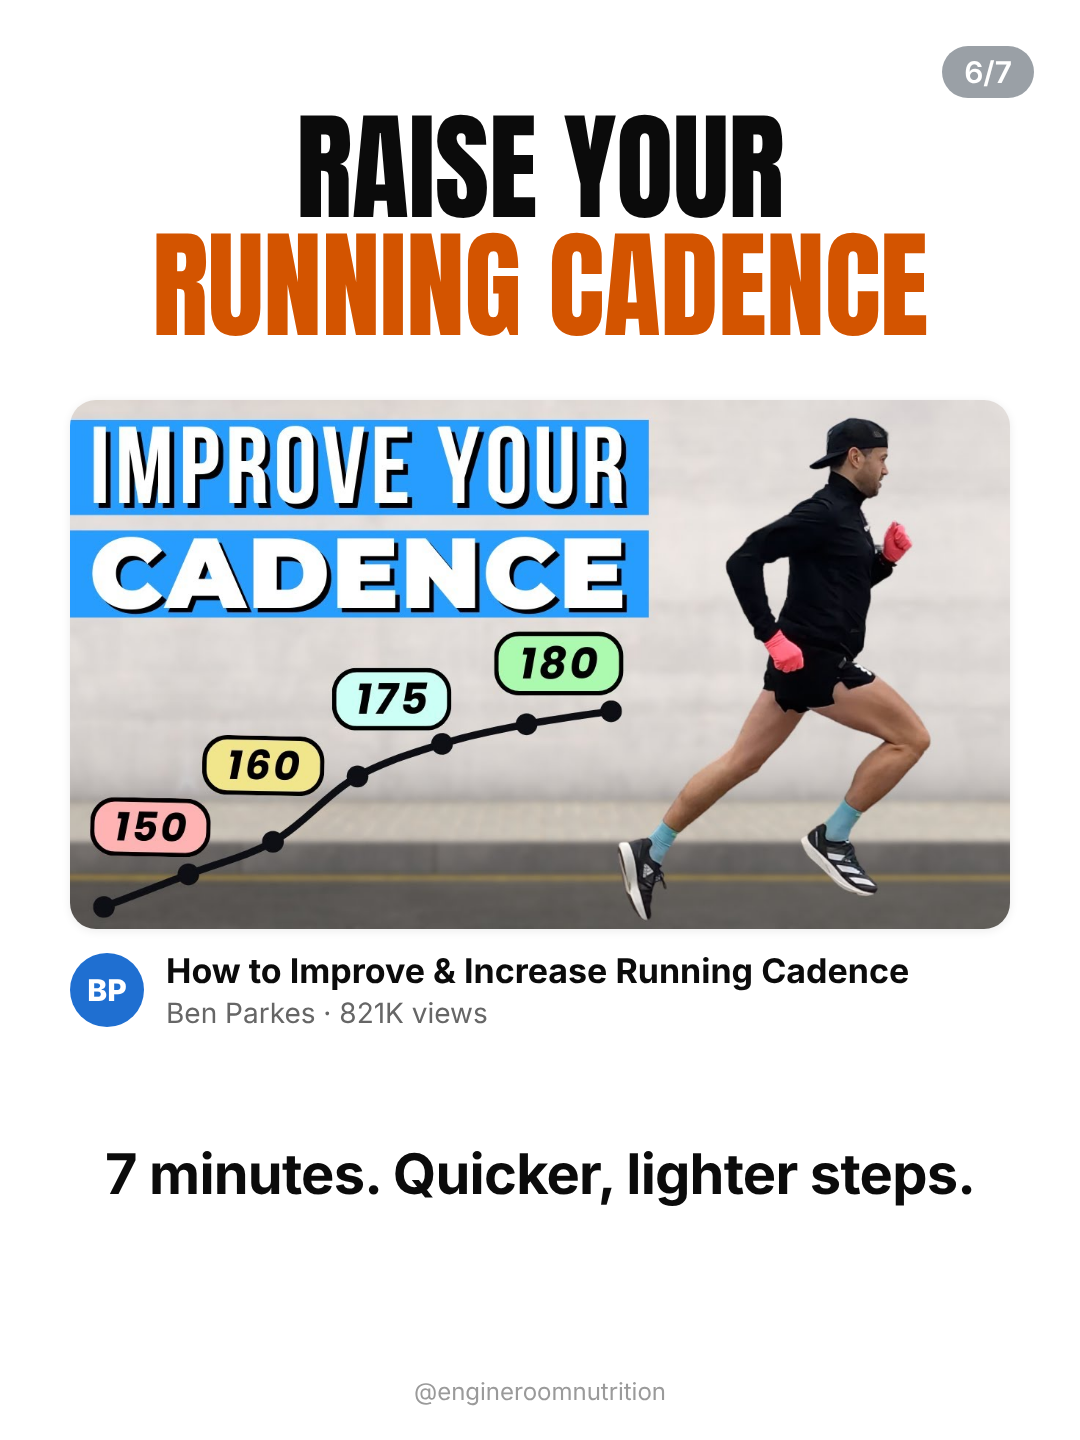 6/7
RAISE YOUR
RUNNING CADENCE
IMPROVE YOUR
CADENCE
180
175
160
150
BP
How to Improve & Increase Running Cadence
Ben Parkes · 821K views
7 minutes. Quicker, lighter steps.
@engineroomnutrition